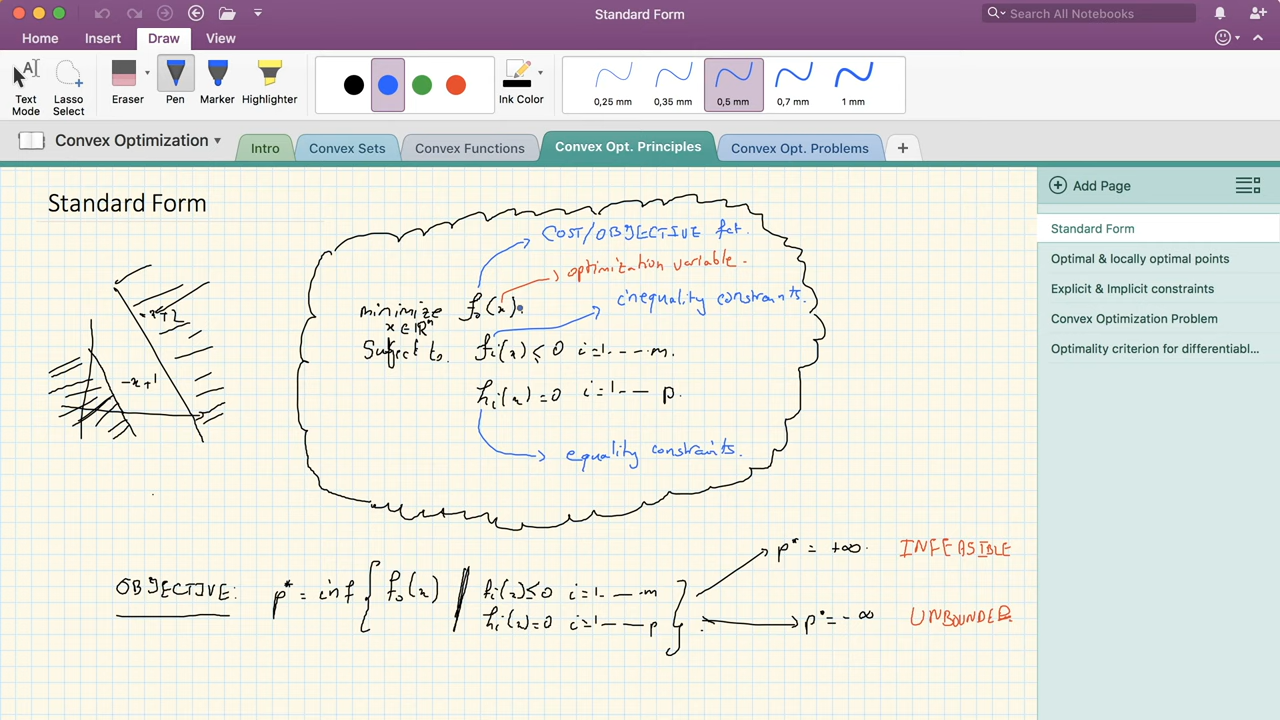 Standard Form
Search All Notebooks
Home Insert Draw View
Text Mode
Lasso Select
Eraser
Pen
Marker
Highlighter
Ink Color
0,25 mm
0,35 mm
0,5 mm
0,7 mm
1 mm
Convex Optimization
Intro
Convex Sets
Convex Functions
Convex Opt. Principles
Convex Opt. Problems
Add Page
Standard Form
Optimal & locally optimal points
Explicit & Implicit constraints
Convex Optimization Problem
Optimality criterion for differentiabl...
Standard Form
COST/OBJECTIVE fct.
optimization variable.
inequality constraints.
minimize f₀(x)
x ∈ ℝⁿ
Subject to. fi(x) ≤ 0 i=1.--- m.
hi(x) = 0 i=1-- p.
equality constraints.
-x+2
-x+1
p* = +∞. INFEASIBLE
OBJECTIVE: p* = inf { f₀(x) | fi(x) ≤ 0 i=1---m
hi(x)=0 i=1---p }
p* = -∞ UNBOUNDED.